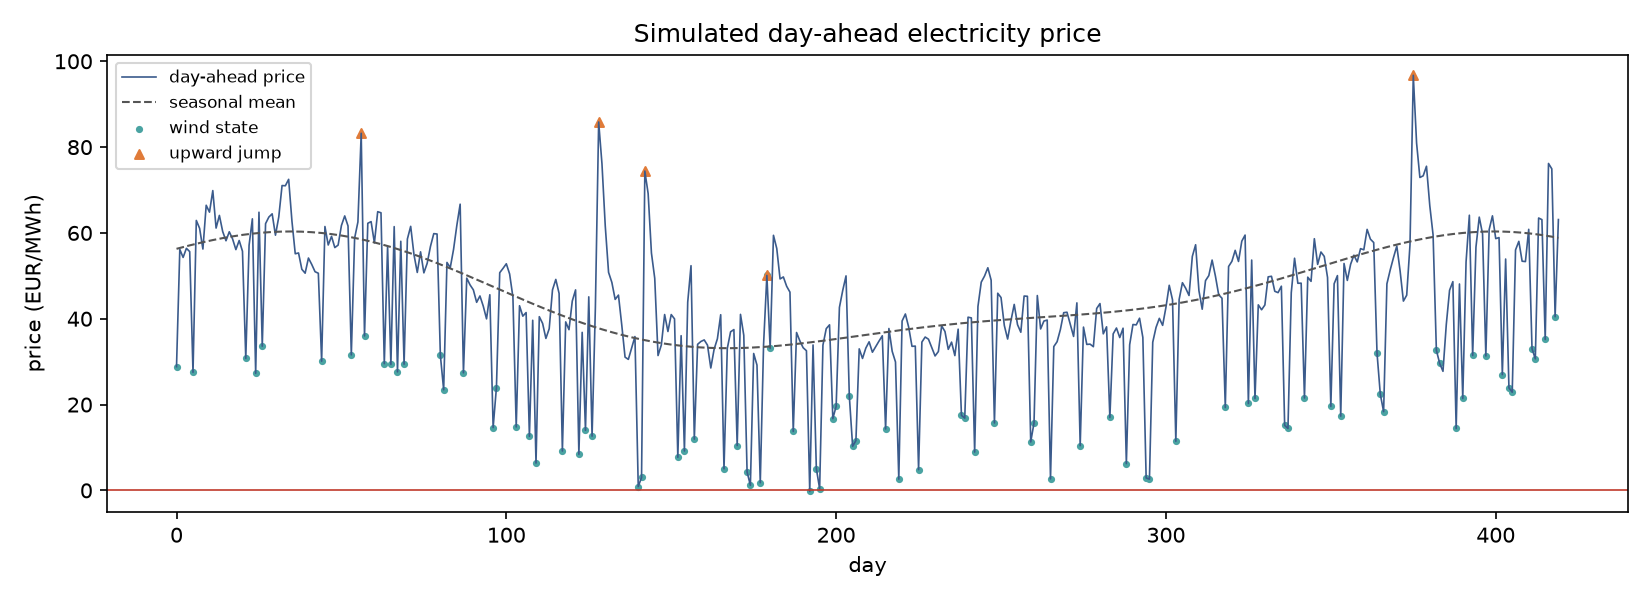 Simulated day-ahead electricity price
day-ahead price
seasonal mean
wind state
upward jump
price (EUR/MWh)
100
80
60
40
20
0
0 100 200 300 400
day